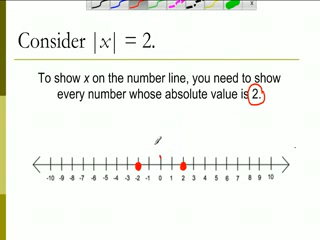 Consider |x| = 2.
To show x on the number line, you need to show
every number whose absolute value is 2.
-10 -9 -8 -7 -6 -5 -4 -3 -2 -1 0 1 2 3 4 5 6 7 8 9 10